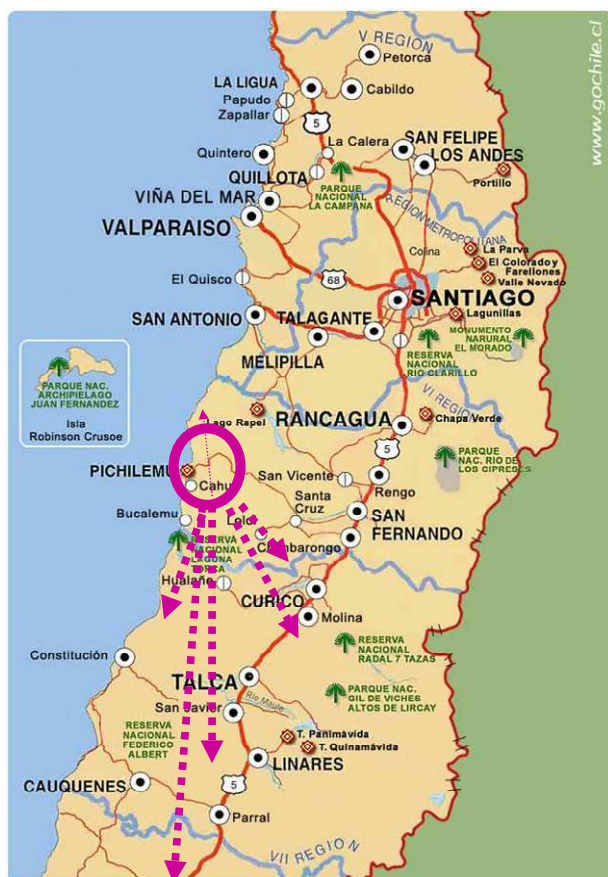 www.gochile.cl
V REGION
Petorca
LA LIGUA
Cabildo
Papudo
Zapallar
5
La Calera
SAN FELIPE
LOS ANDES
Quintero
QUILLOTA
Portillo
PARQUE
NACIONAL
LA CAMPANA
VIÑA DEL MAR
VALPARAISO
REGION METROPOLITANA
Colina
La Parva
El Colorado y
Farellones
Valle Nevado
El Quisco
68
SANTIAGO
SAN ANTONIO
TALAGANTE
Lagunillas
MONUMENTO
NARURAL
EL MORADO
RESERVA
NACIONAL
RIO CLARILLO
MELIPILLA
PARQUE NAC.
ARCHIPIELAGO
JUAN FERNANDEZ
Isla
Robinson Crusoe
Lago Rapel
RANCAGUA
VI REGION
Chapa Verde
5
PARQUE
NAC. RIO DE
LOS CIPRESES
PICHILEMU
Cahu
San Vicente
Rengo
Bucalemu
Lolol
Santa
Cruz
SAN
FERNANDO
Chimbarongo
RESERVA
NACIONAL
LAGUNA
TORCA
Hualañe
CURICO
Molina
RESERVA
NACIONAL
RADAL 7 TAZAS
Constitución
TALCA
PARQUE NAC.
GIL DE VICHES
ALTOS DE LIRCAY
Río Maule
San Javier
RESERVA
NACIONAL
FEDERICO
ALBERT
T. Panimávida
T. Quinamávida
LINARES
CAUQUENES
5
Parral
VII REGION